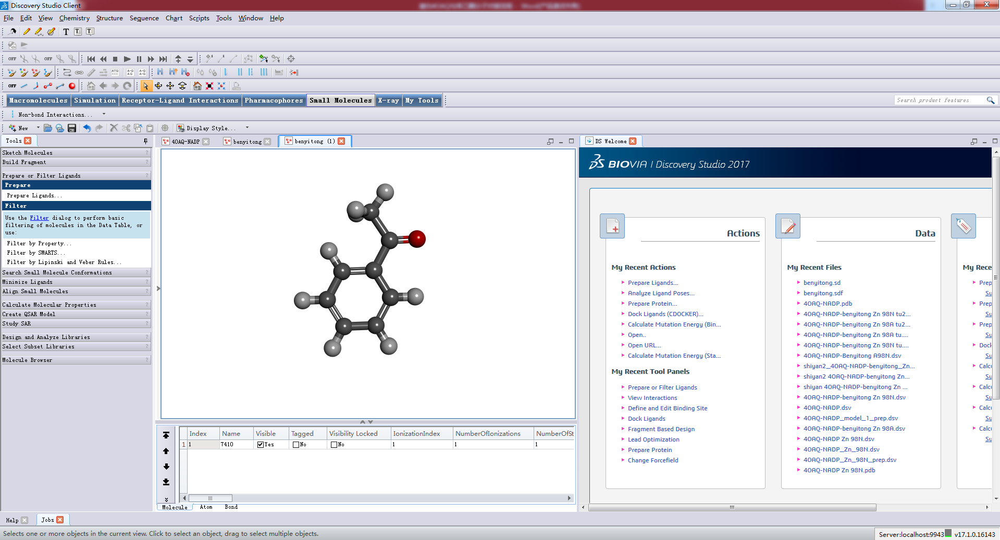 Discovery Studio Client
File Edit View Chemistry Structure Sequence Chart Scripts Tools Window Help
Macromolecules Simulation Receptor-Ligand Interactions Pharmacophores Small Molecules X-ray My Tools
Search product features
Non-bond Interactions...
New
Display Style...
Tools
4OAQ-NADP
benyitong
benyitong (1)
DS Welcome
Sketch Molecules
Build Fragment
Prepare or Filter Ligands
Prepare
Prepare Ligands...
Filter
Use the Filter dialog to perform basic
filtering of molecules in the Data Table, or
use:
Filter by Property...
Filter by SMARTS...
Filter by Lipinski and Veber Rules...
Search Small Molecule Conformations
Minimize Ligands
Align Small Molecules
Calculate Molecular Properties
Create QSAR Model
Study SAR
Design and Analyze Libraries
Select Subset Libraries
Molecule Browser
Index Name Visible Tagged Visibility Locked IonizationIndex NumberOfIonizations NumberOfSt
1 1 7410 Yes No No 1 1 1
Molecule Atom Bond
BIOVIA | Discovery Studio 2017
Actions
My Recent Actions
Prepare Ligands...
Analyze Ligand Poses...
Prepare Protein...
Dock Ligands (CDOCKER)...
Calculate Mutation Energy (Bin...
Open..
Open URL...
Calculate Mutation Energy (Sta...
My Recent Tool Panels
Prepare or Filter Ligands
View Interactions
Define and Edit Binding Site
Dock Ligands
Fragment Based Design
Lead Optimization
Prepare Protein
Change Forcefield
Data
My Recent Files
benyitong.sd
benyitong.sdf
4OAQ-NADP.pdb
4OAQ-NADP-benyitong Zn 98N tu2...
4OAQ-NADP-benyitong Zn 98A tu2...
4OAQ-NADP-benyitong Zn 98A tu....
4OAQ-NADP-benyitong Zn 98N tu....
4OAQ-NADP-Benyitong A98N.dsv
shiyan2_4OAQ-NADP-benyitong_Zn...
shiyan2 4OAQ-NADP-benyitong Zn...
shiyan 4OAQ-NADP-benyitong Zn ...
4OAQ-NADP-benyitong Zn 98N.dsv
4OAQ-NADP.dsv
4OAQ-NADP_model_1_prep.dsv
4OAQ-NADP-benyitong Zn 98A.dsv
4OAQ-NADP Zn 98N.dsv
4OAQ-NADP_Zn_98N.dsv
4OAQ-NADP_Zn_98N_prep.dsv
4OAQ-NADP Zn 98N.pdb
My Rece
Prep
Su
Prep
Su
Prep
Su
Dock
Su
Calcu
Su
Calcu
Su
Calcu
Su
Calcu
Su
Help Jobs
Selects one or more objects in the current view. Click to select an object, drag to select multiple objects.
Server:localhost:9943 v17.1.0.16143